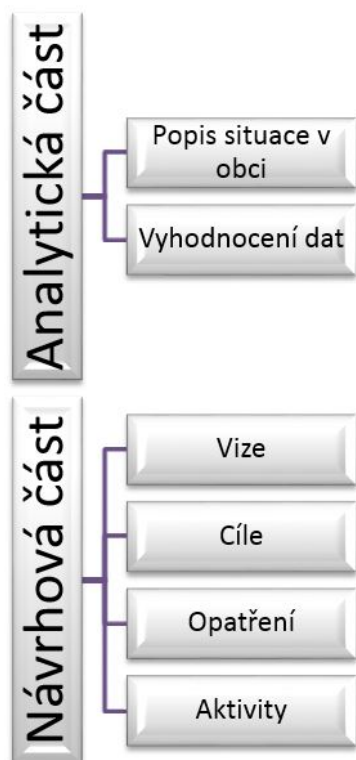 Analytická část
Popis situace v
obci
Vyhodnocení dat
Návrhová část
Vize
Cíle
Opatření
Aktivity